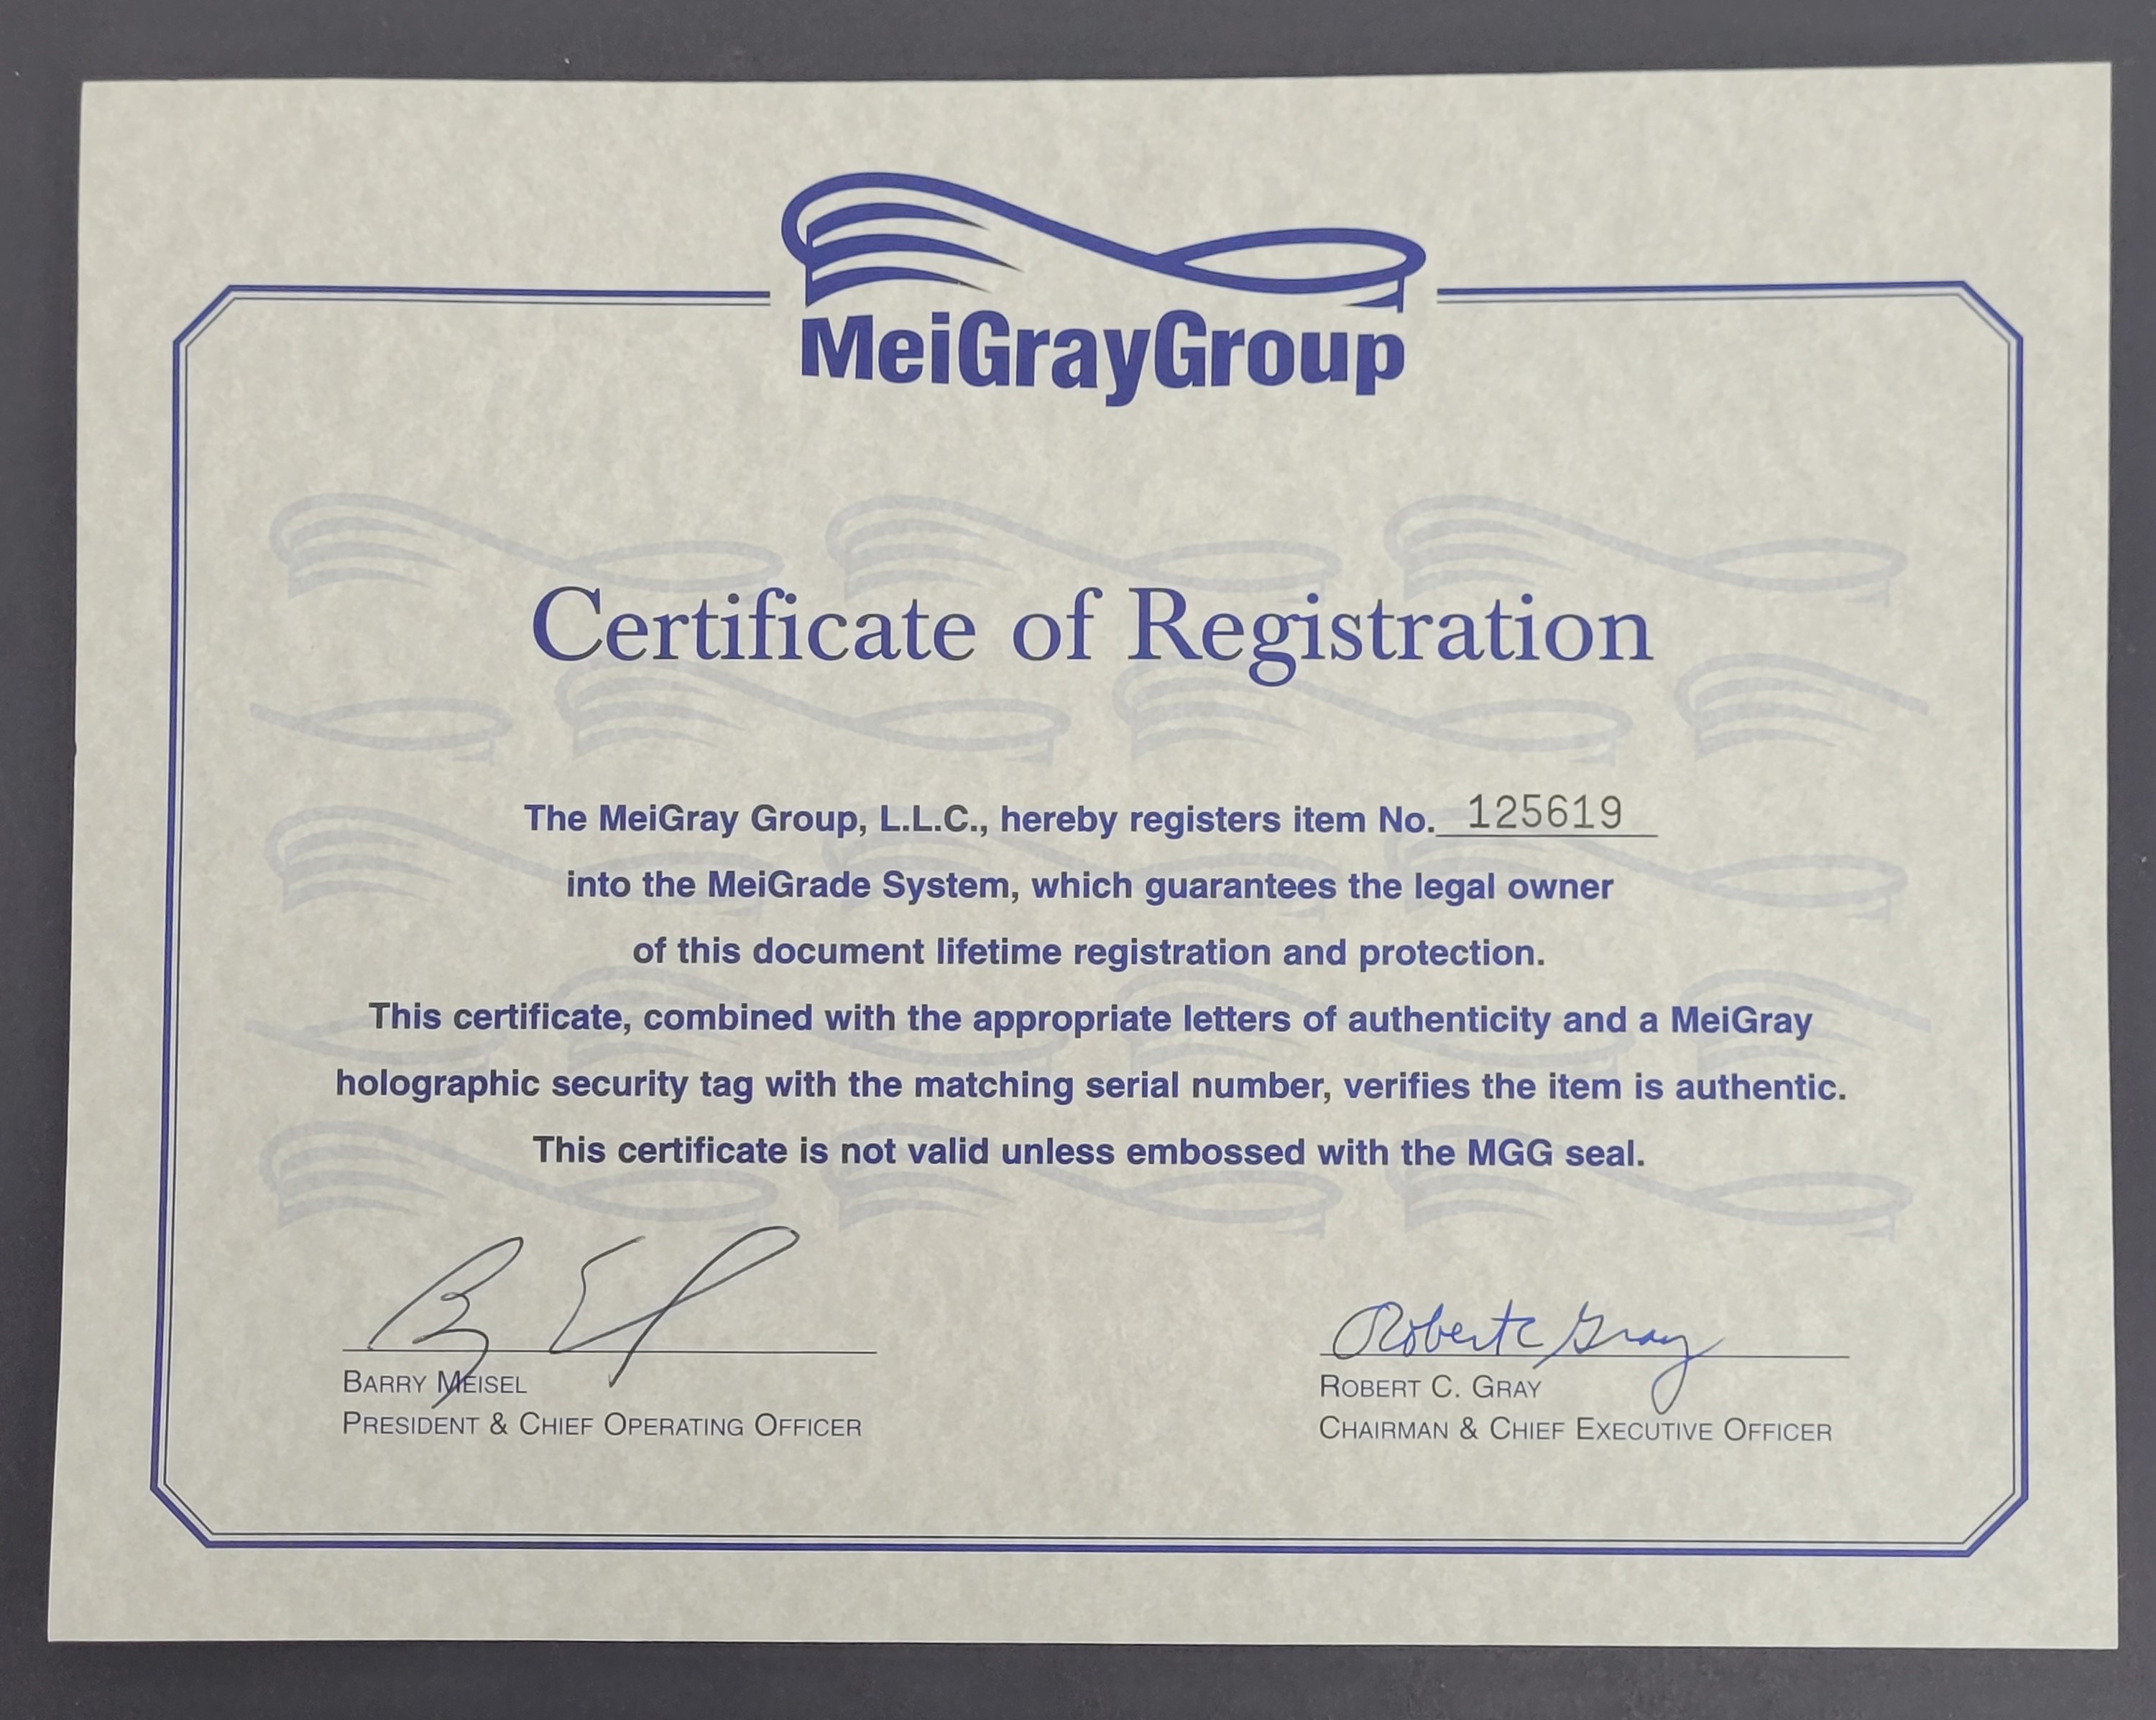 MeiGrayGroup
Certificate of Registration
The MeiGray Group, L.L.C., hereby registers item No. 125619
into the MeiGrade System, which guarantees the legal owner
of this document lifetime registration and protection.
This certificate, combined with the appropriate letters of authenticity and a MeiGray
holographic security tag with the matching serial number, verifies the item is authentic.
This certificate is not valid unless embossed with the MGG seal.
Robert C Gray
BARRY MEISEL
PRESIDENT & CHIEF OPERATING OFFICER
ROBERT C. GRAY
CHAIRMAN & CHIEF EXECUTIVE OFFICER